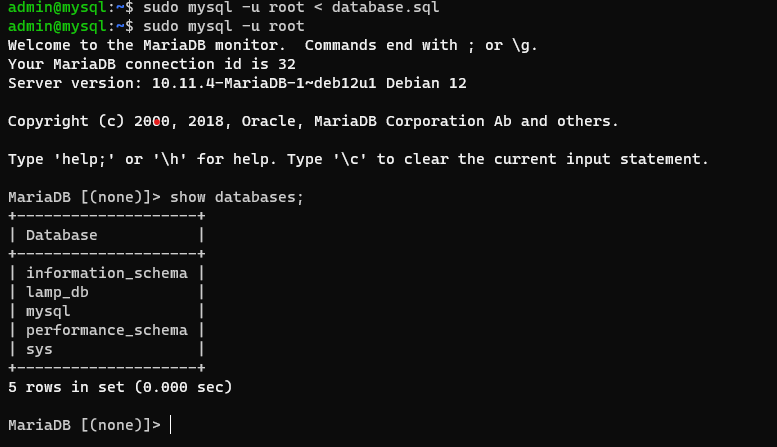 admin@mysql:~$ sudo mysql -u root < database.sql
admin@mysql:~$ sudo mysql -u root
Welcome to the MariaDB monitor.  Commands end with ; or \g.
Your MariaDB connection id is 32
Server version: 10.11.4-MariaDB-1~deb12u1 Debian 12

Copyright (c) 2000, 2018, Oracle, MariaDB Corporation Ab and others.

Type 'help;' or '\h' for help. Type '\c' to clear the current input statement.

MariaDB [(none)]> show databases;
+--------------------+
| Database           |
+--------------------+
| information_schema |
| lamp_db            |
| mysql              |
| performance_schema |
| sys                |
+--------------------+
5 rows in set (0.000 sec)

MariaDB [(none)]>